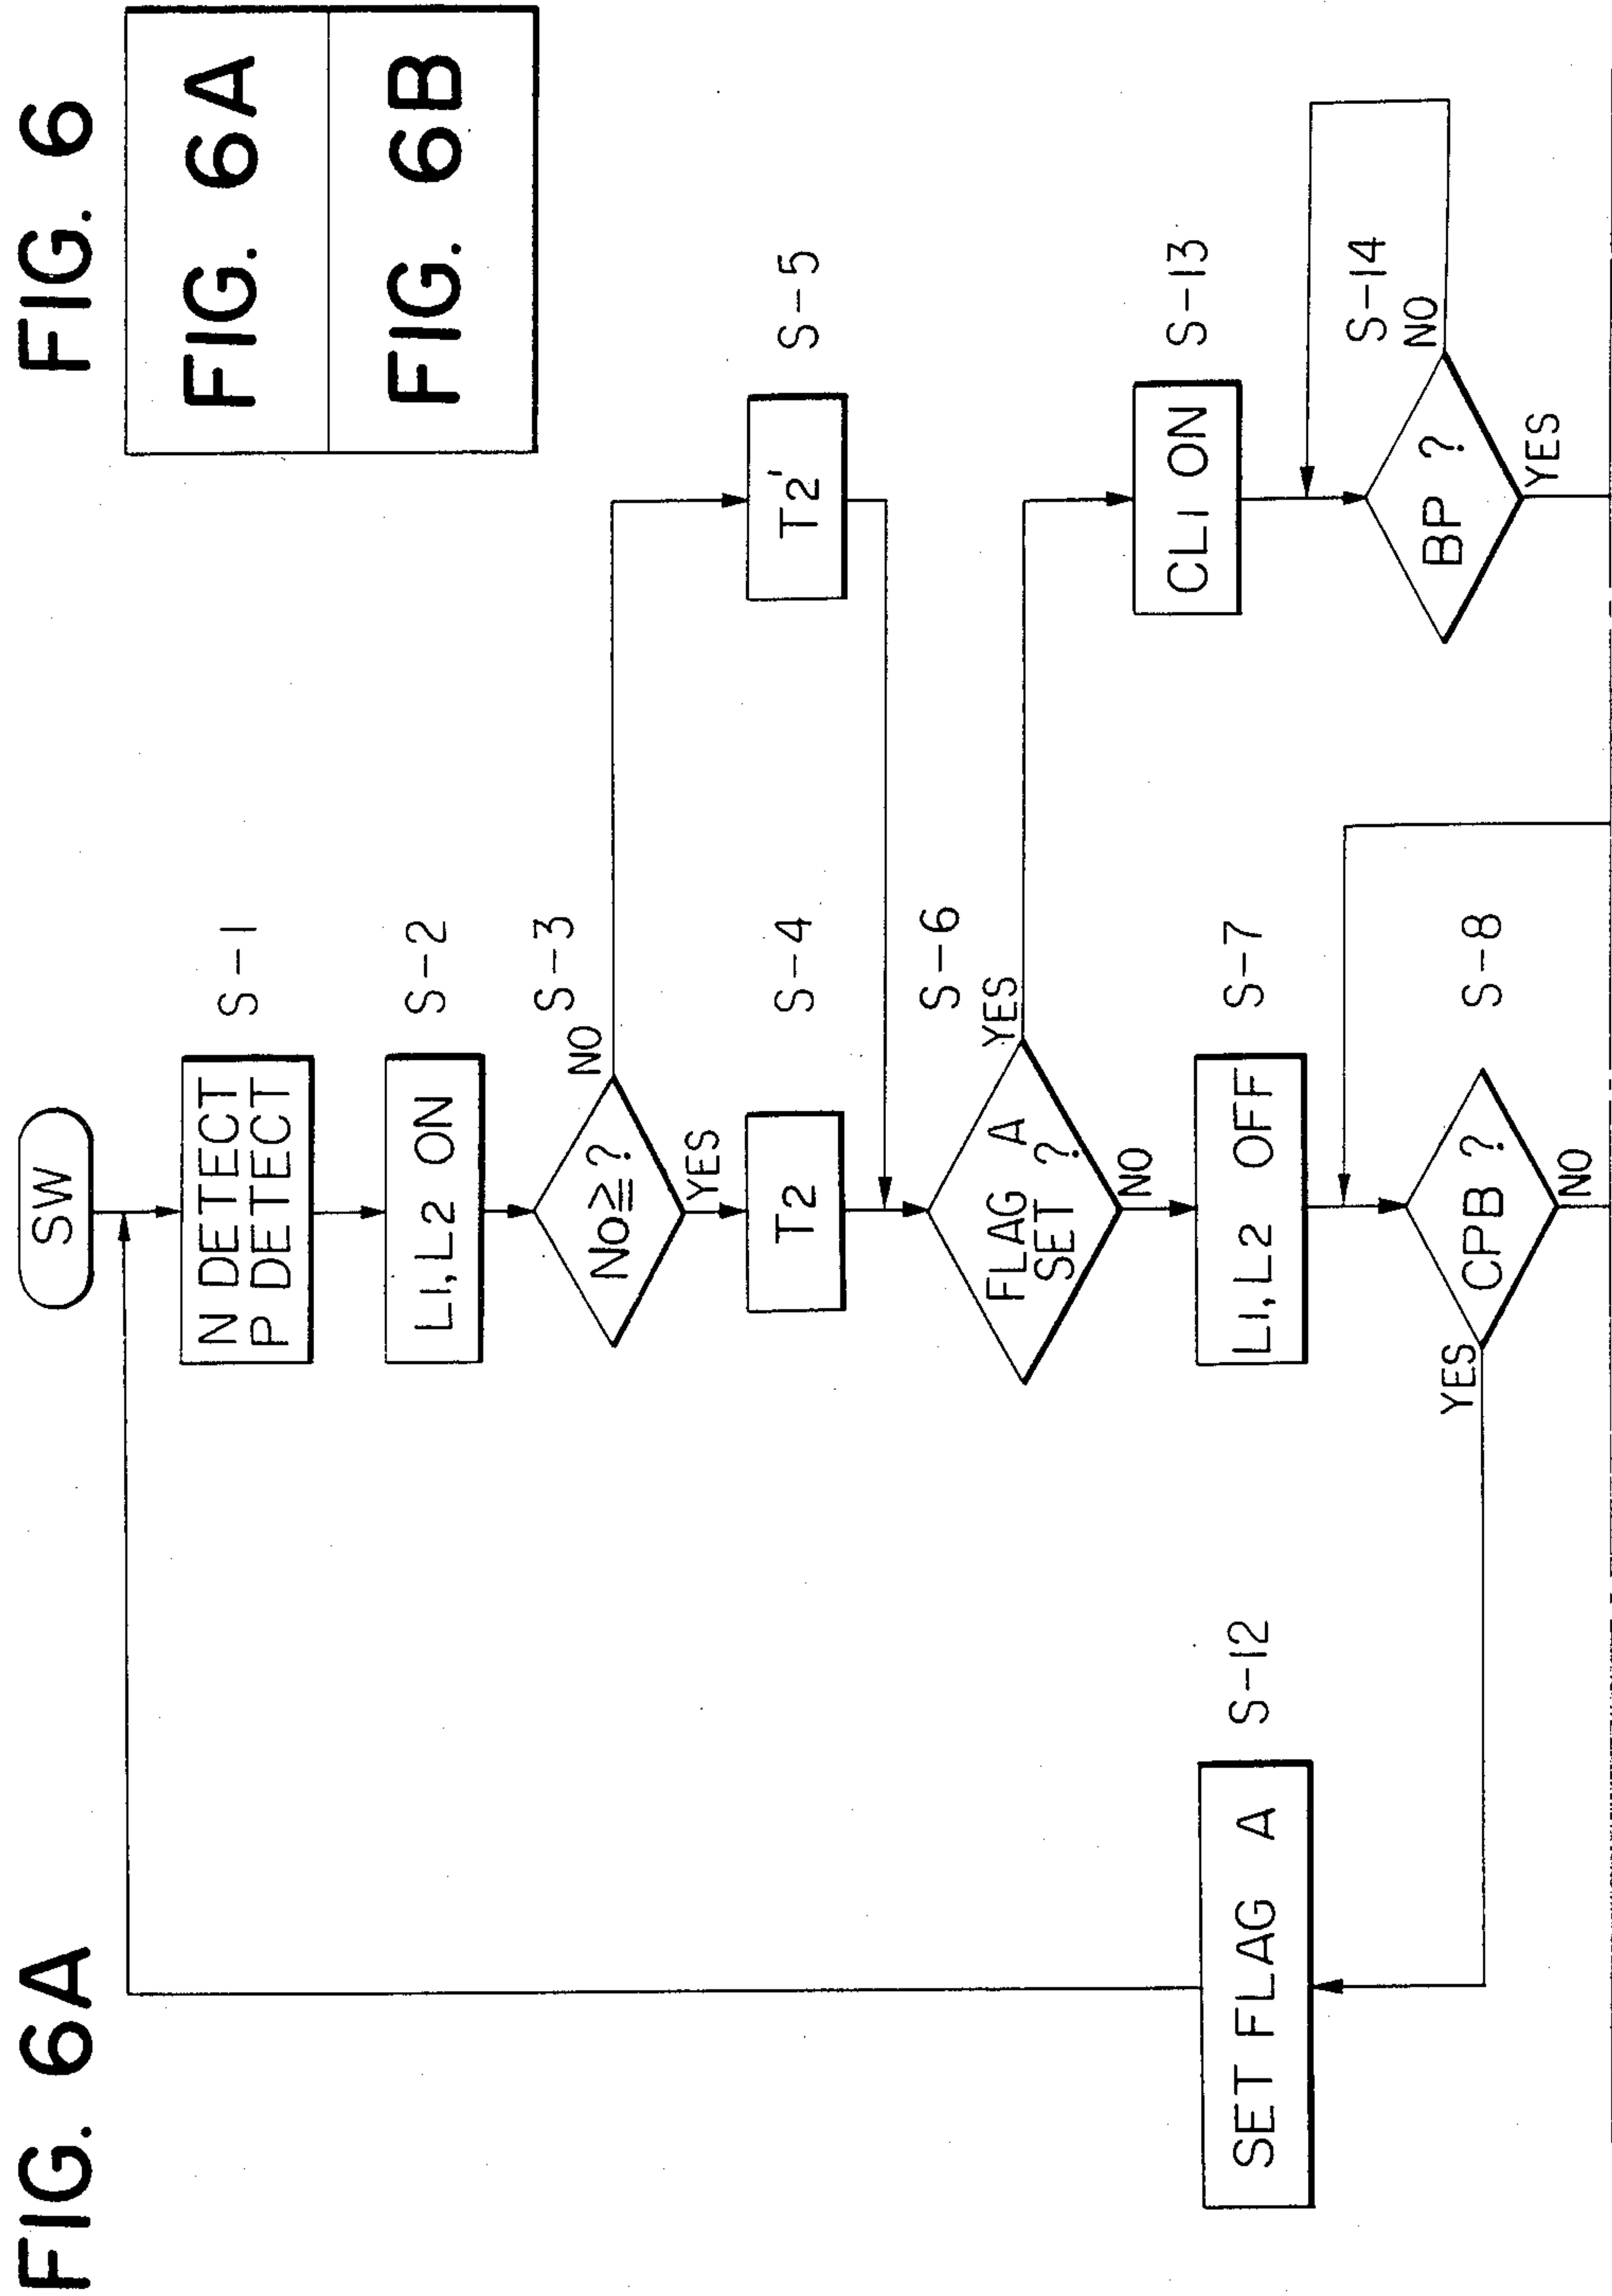 FIG. 6A
FIG. 6
FIG. 6A
FIG. 6B
SW
N DETECT
P DETECT
S-1
L1, L2 ON
S-2
No≧?
S-3
NO
YES
T2
S-4
T2'
S-5
FLAG A
SET ?
S-6
YES
NO
L1, L2 OFF
S-7
CPB ?
S-8
YES
NO
SET FLAG A
S-12
CL1 ON
S-13
BP ?
S-14
NO
YES